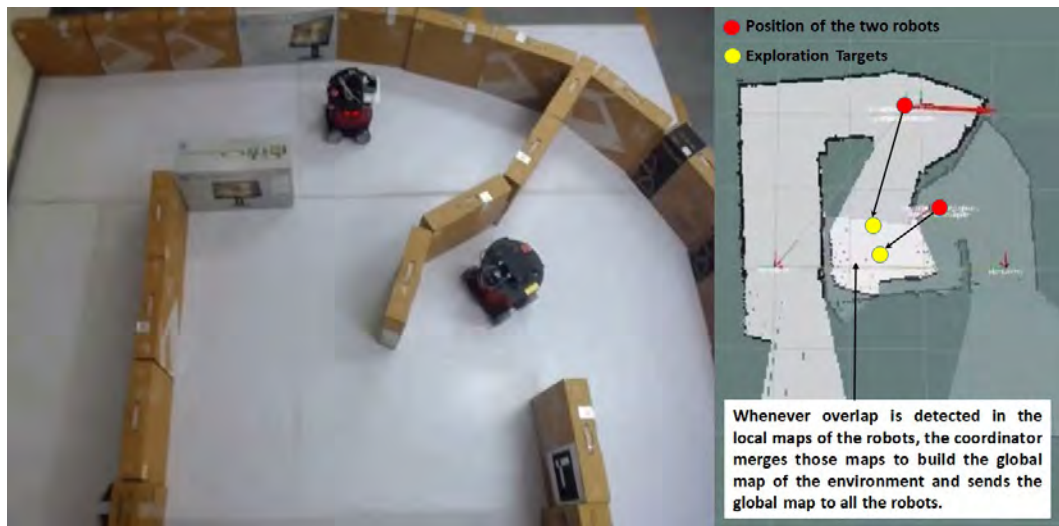 Position of the two robots
Exploration Targets
Whenever overlap is detected in the
local maps of the robots, the coordinator
merges those maps to build the global
map of the environment and sends the
global map to all the robots.